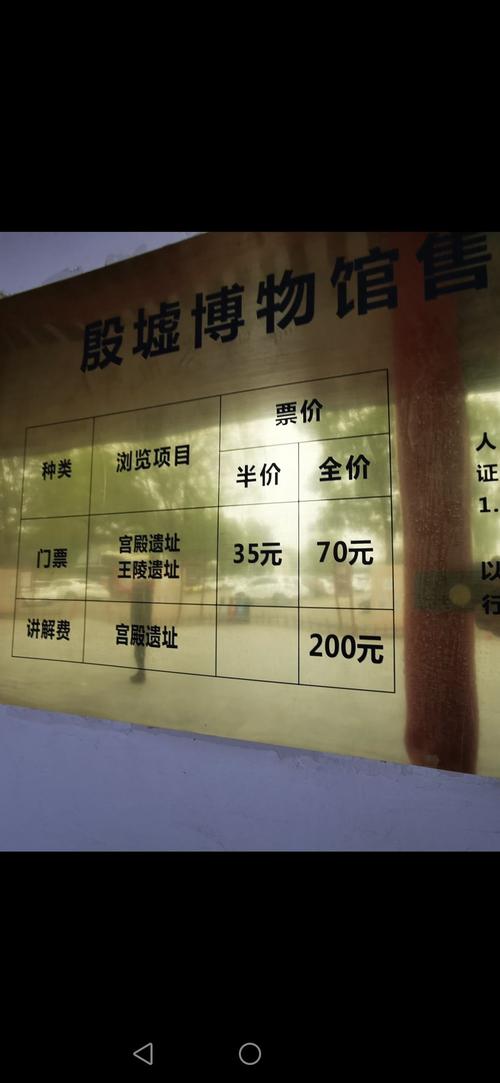 殷墟博物馆售
票价
种类 浏览项目 半价 全价
门票 宫殿遗址 王陵遗址 35元 70元
讲解费 宫殿遗址 200元
人
证
1.
以
行